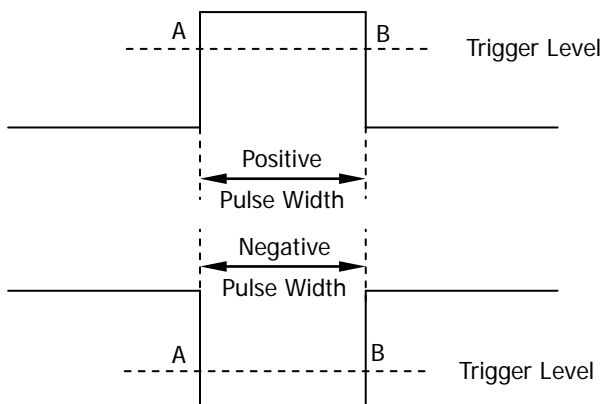 A
B
Trigger Level
Positive
Pulse Width
Negative
Pulse Width
A
B
Trigger Level